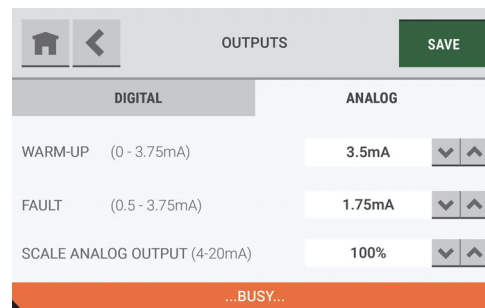 OUTPUTS
SAVE
DIGITAL ANALOG
WARM-UP (0 - 3.75mA) 3.5mA
FAULT (0.5 - 3.75mA) 1.75mA
SCALE ANALOG OUTPUT (4-20mA) 100%
...BUSY...